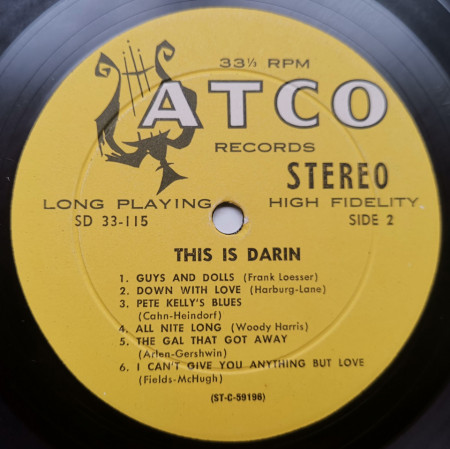 33⅓ RPM
ATCO
RECORDS
STEREO
LONG PLAYING HIGH FIDELITY
SD 33-115 SIDE 2
THIS IS DARIN
1. GUYS AND DOLLS (Frank Loesser)
2. DOWN WITH LOVE (Harburg-Lane)
3. PETE KELLY'S BLUES
(Cahn-Heindorf)
4. ALL NITE LONG (Woody Harris)
5. THE GAL THAT GOT AWAY
(Arlen-Gershwin)
6. I CAN'T GIVE YOU ANYTHING BUT LOVE
(Fields-McHugh)
(ST-C-59196)